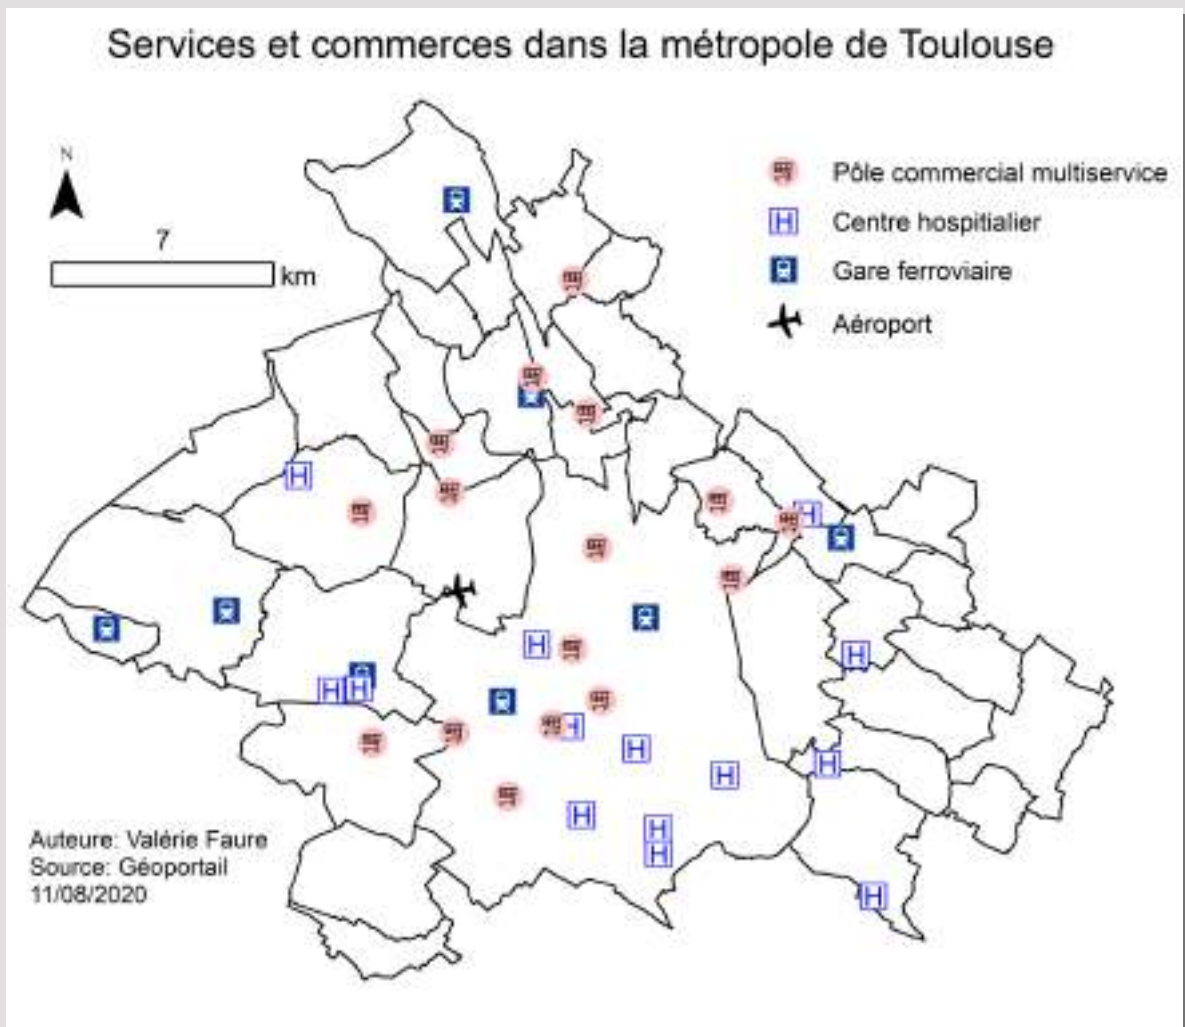 Services et commerces dans la métropole de Toulouse
N
7
km
Pôle commercial multiservice
H
Centre hospitialier
Gare ferroviaire
Aéroport
H
H
H
H
H
H
H
H
H
H
H
H
H
H
Auteure: Valérie Faure
Source: Géoportail
11/08/2020